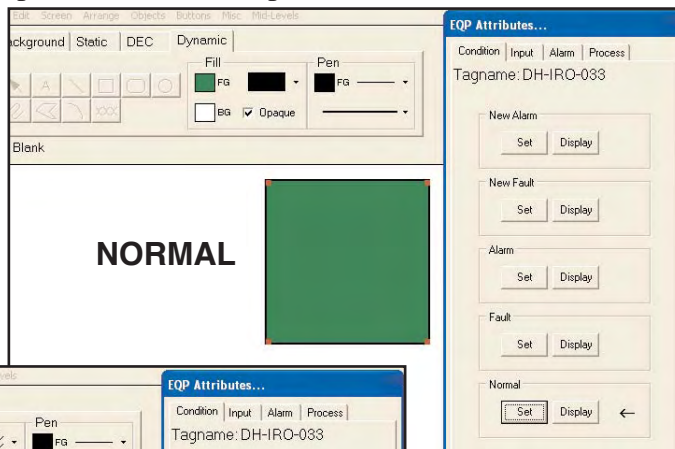 Edit Screen Arrange Objects Buttons Misc Mid-Levels
ackground Static DEC Dynamic
Fill Pen
FG FG
BG Opaque
A
Blank
NORMAL
EQP Attributes...
Condition Input Alarm Process
Tagname: DH-IRO-033
New Alarm
Set Display
New Fault
Set Display
Alarm
Set Display
Fault
Set Display
Normal
Set Display ←
vels
Pen
FG
EQP Attributes...
Condition Input Alarm Process
Tagname: DH-IRO-033